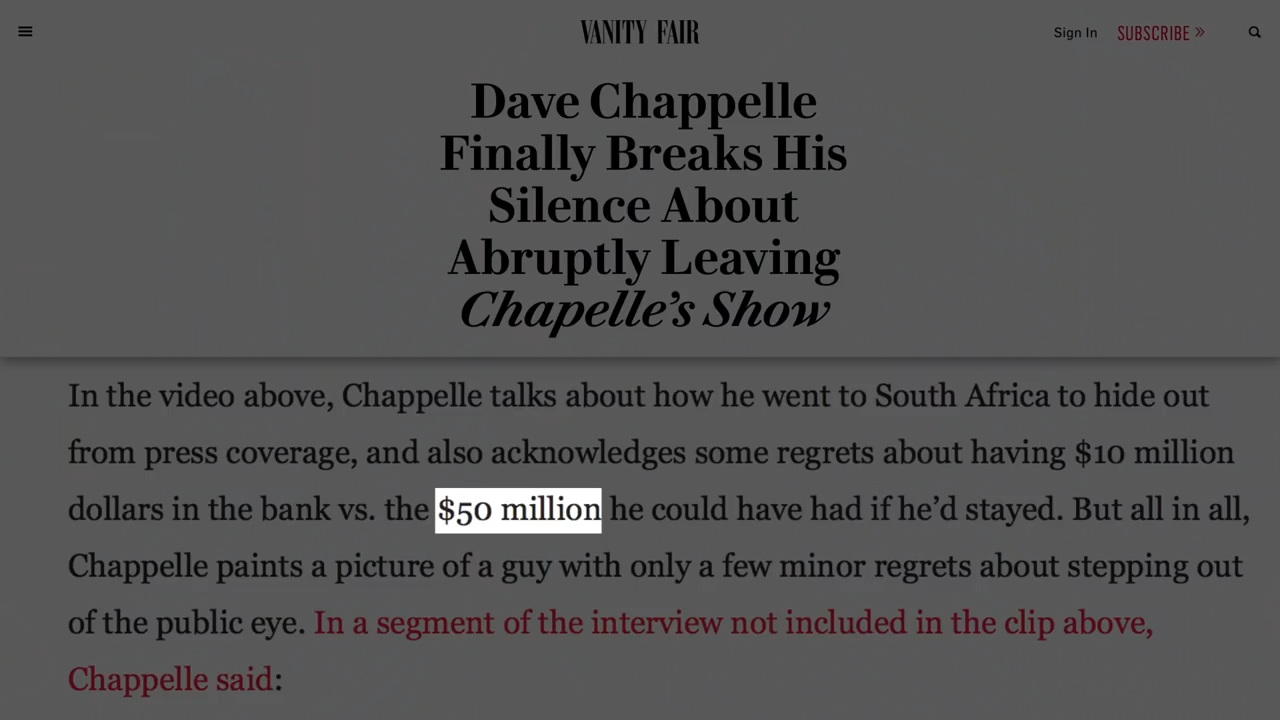 VANITY FAIR
Sign In
SUBSCRIBE »
Dave Chappelle
Finally Breaks His
Silence About
Abruptly Leaving
Chapelle’s Show
In the video above, Chappelle talks about how he went to South Africa to hide out
from press coverage, and also acknowledges some regrets about having $10 million
dollars in the bank vs. the $50 million he could have had if he’d stayed. But all in all,
Chappelle paints a picture of a guy with only a few minor regrets about stepping out
of the public eye. In a segment of the interview not included in the clip above,
Chappelle said: